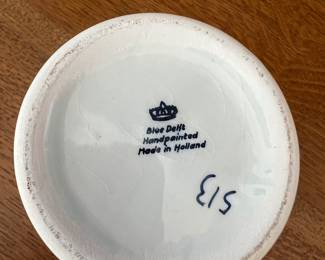 Blue Delft
Handpainted
Made in Holland
513